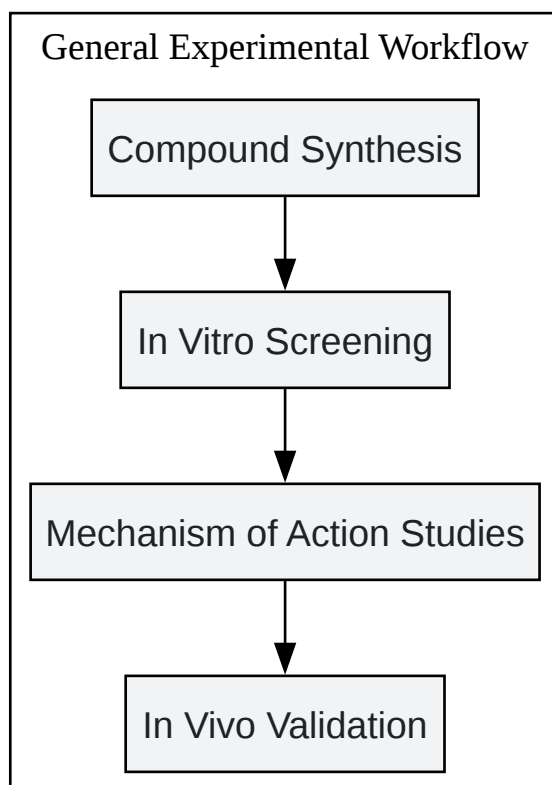 General Experimental Workflow
Compound Synthesis
In Vitro Screening
Mechanism of Action Studies
In Vivo Validation